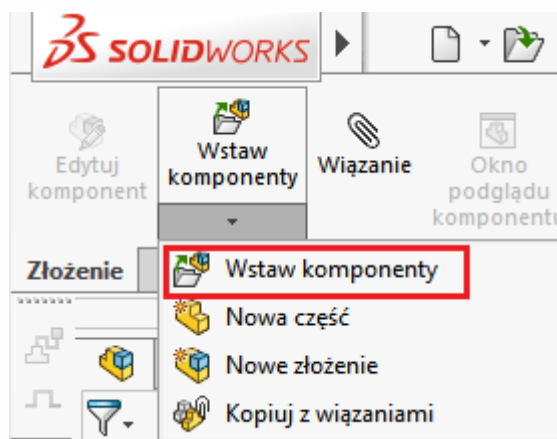 SOLIDWORKS
Edytuj
komponent
Wstaw
komponenty
Wiązanie
Okno
podglądu
komponentu
Złożenie
Wstaw komponenty
Nowa część
Nowe złożenie
Kopiuj z wiązaniami